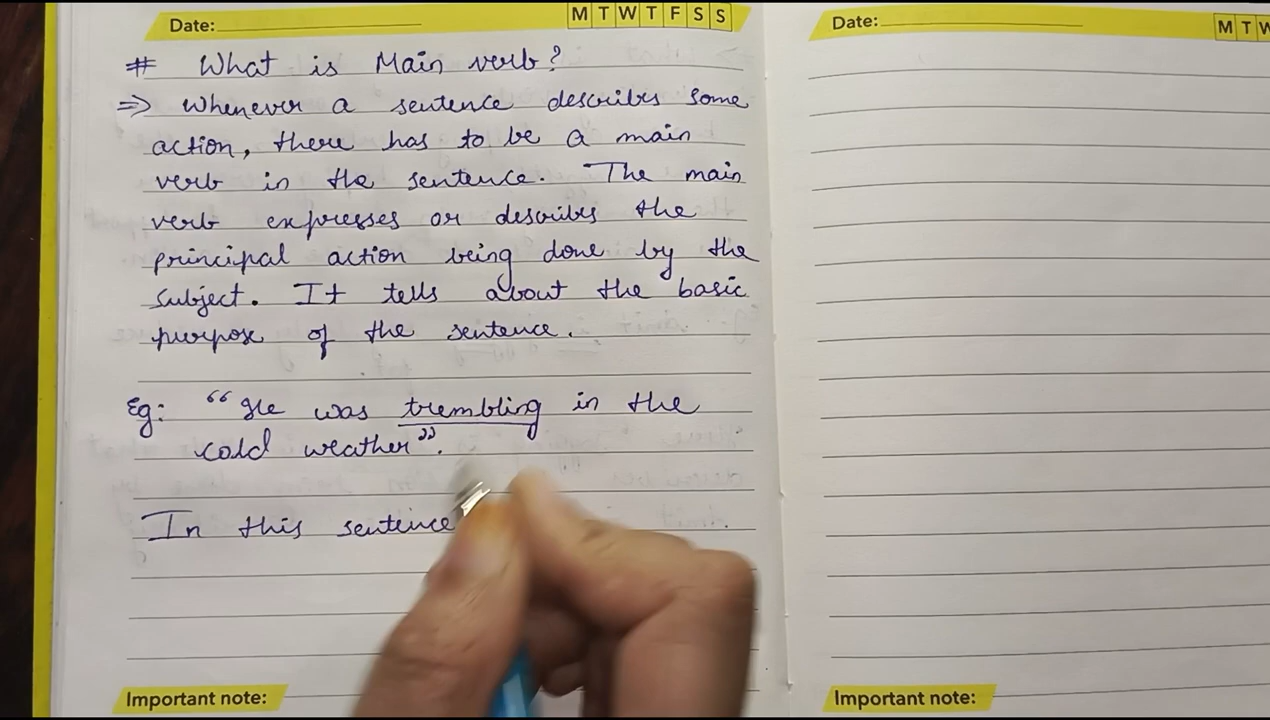 Date:
M T W T F S S
# What is Main verb?
⇒ Whenever a sentence describes some
action, there has to be a main
verb in the sentence. The main
verb expresses or describes the
principal action being done by the
subject. It tells about the basic
purpose of the sentence.
Eg: “He was trembling in the
cold weather”.
In this sentence
Important note:
Date:
M T W
Important note: